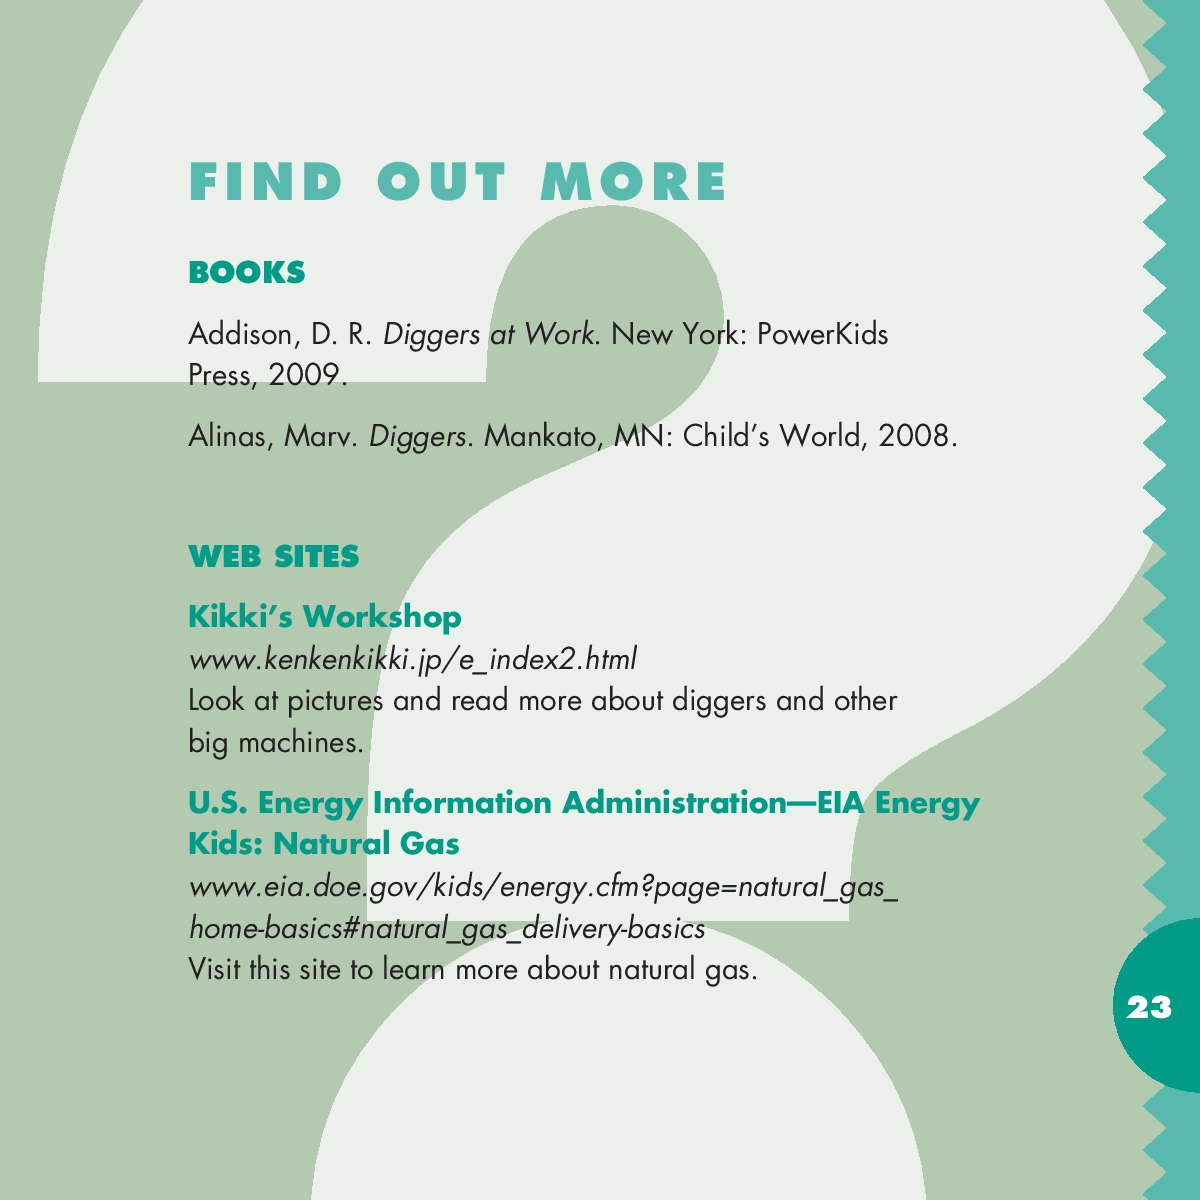 FIND OUT MORE
BOOKS
Addison, D. R. Diggers at Work. New York: PowerKids
Press, 2009.
Alinas, Marv. Diggers. Mankato, MN: Child’s World, 2008.
WEB SITES
Kikki’s Workshop
www.kenkenkikki.jp/e_index2.html
Look at pictures and read more about diggers and other
big machines.
U.S. Energy Information Administration—EIA Energy
Kids: Natural Gas
www.eia.doe.gov/kids/energy.cfm?page=natural_gas_
home-basics#natural_gas_delivery-basics
Visit this site to learn more about natural gas.
23